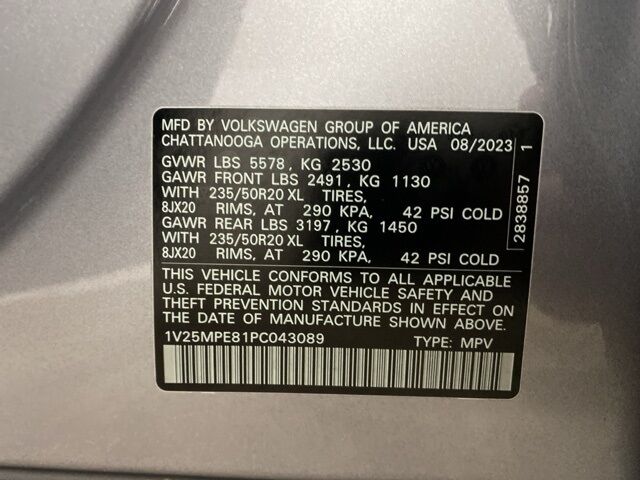 MFD BY VOLKSWAGEN GROUP OF AMERICA
CHATTANOOGA OPERATIONS, LLC. USA 08/2023
GVWR LBS 5578 , KG 2530
GAWR FRONT LBS 2491 , KG 1130
WITH 235/50R20 XL TIRES,
8JX20 RIMS, AT 290 KPA, 42 PSI COLD
GAWR REAR LBS 3197 , KG 1450
WITH 235/50R20 XL TIRES,
8JX20 RIMS, AT 290 KPA, 42 PSI COLD
THIS VEHICLE CONFORMS TO ALL APPLICABLE
U.S. FEDERAL MOTOR VEHICLE SAFETY AND
THEFT PREVENTION STANDARDS IN EFFECT ON
THE DATE OF MANUFACTURE SHOWN ABOVE.
1V25MPE81PC043089 TYPE: MPV
2838857 1